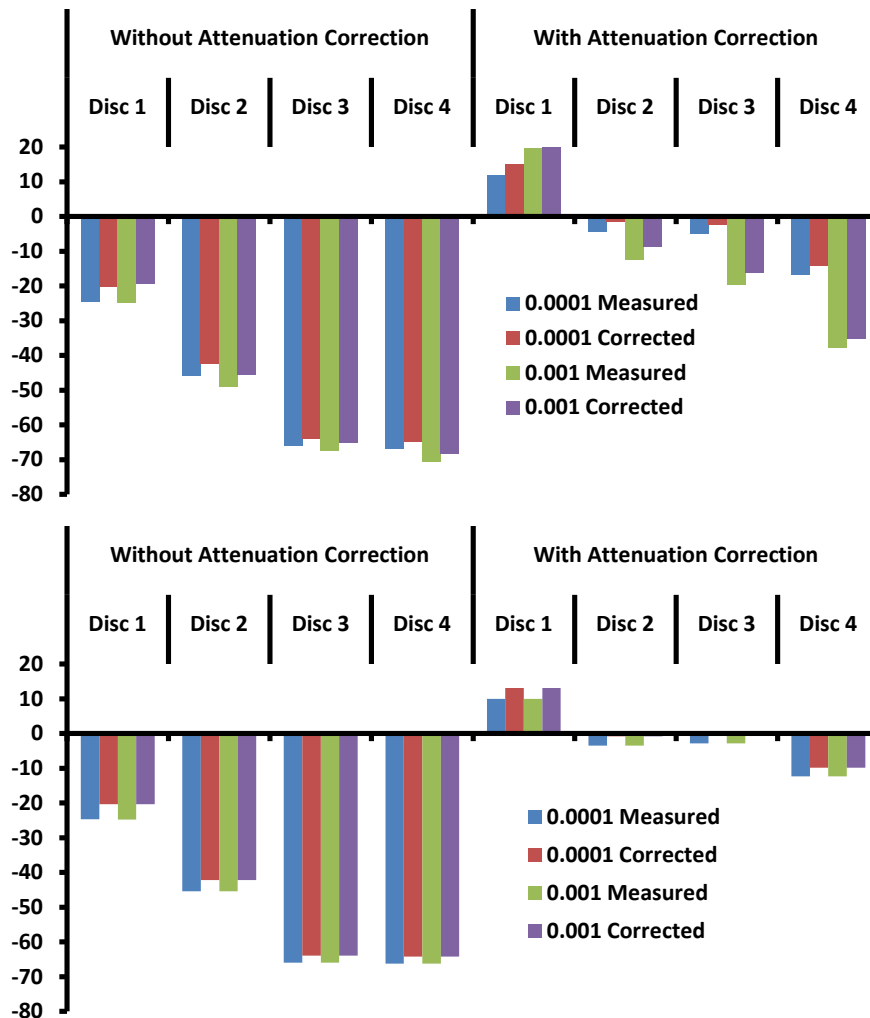 Without Attenuation Correction With Attenuation Correction
Disc 1 Disc 2 Disc 3 Disc 4 Disc 1 Disc 2 Disc 3 Disc 4
20
10
0
-10
-20
-30
-40
-50
-60
-70
-80
0.0001 Measured
0.0001 Corrected
0.001 Measured
0.001 Corrected
Without Attenuation Correction With Attenuation Correction
Disc 1 Disc 2 Disc 3 Disc 4 Disc 1 Disc 2 Disc 3 Disc 4
20
10
0
-10
-20
-30
-40
-50
-60
-70
-80
0.0001 Measured
0.0001 Corrected
0.001 Measured
0.001 Corrected